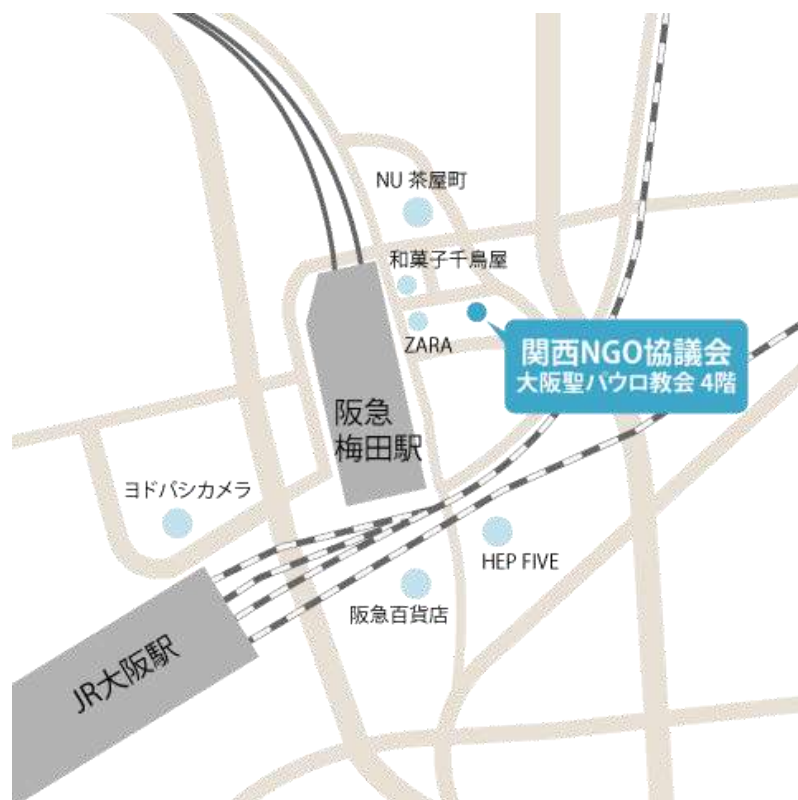 NU 茶屋町
和菓子千鳥屋
ZARA
関西NGO協議会
大阪聖パウロ教会 4階
阪急
梅田駅
ヨドバシカメラ
HEP FIVE
阪急百貨店
JR大阪駅